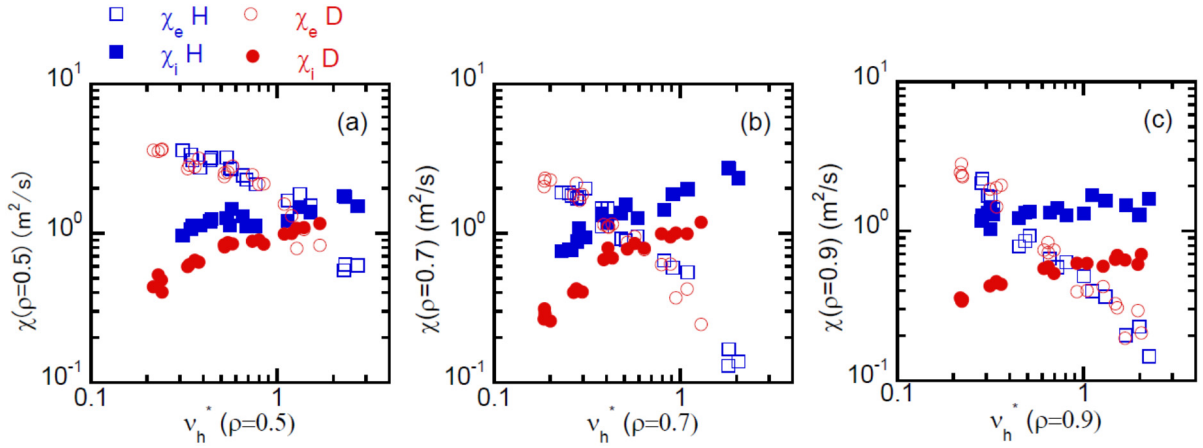 χe H χe D
χi H χi D
(a)
χ(ρ=0.5) (m²/s)
10¹
10⁰
10⁻¹
0.1 1
νh* (ρ=0.5)
(b)
χ(ρ=0.7) (m²/s)
10¹
10⁰
10⁻¹
0.1 1
νh* (ρ=0.7)
(c)
χ(ρ=0.9) (m²/s)
10¹
10⁰
10⁻¹
0.1 1
νh* (ρ=0.9)